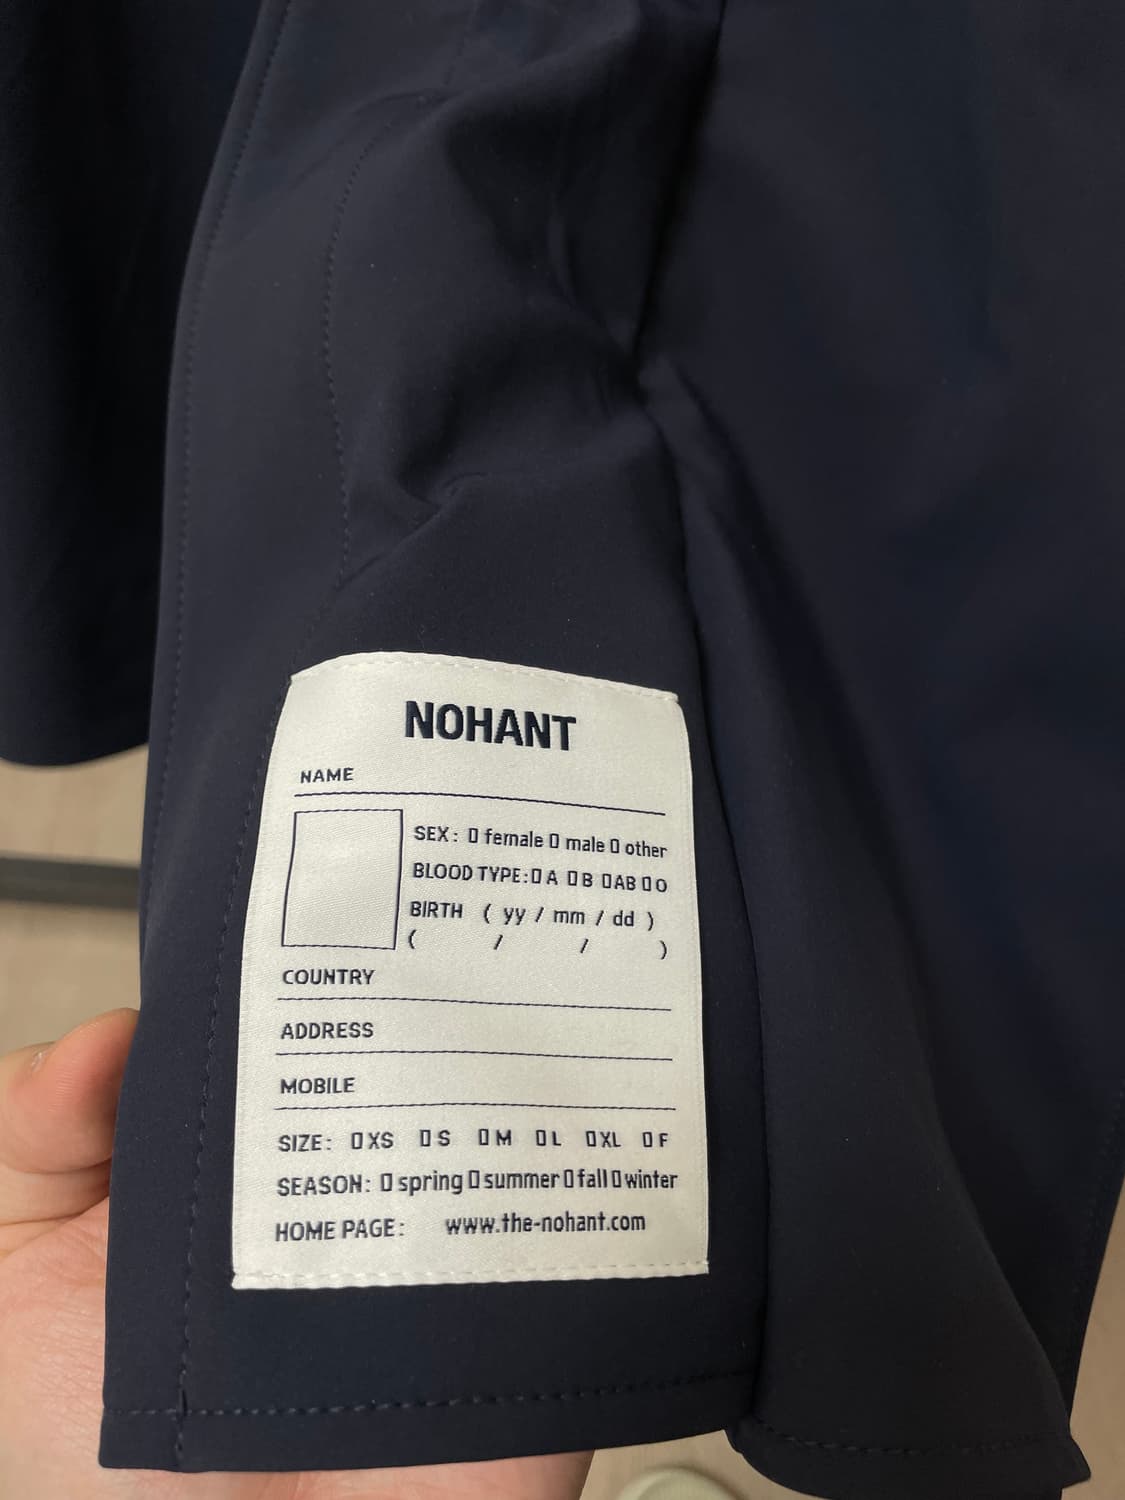 NOHANT
NAME
SEX: ▯ female ▯ male ▯ other
BLOOD TYPE: ▯ A ▯ B ▯ AB ▯ O
BIRTH ( yy / mm / dd )
( / / )
COUNTRY
ADDRESS
MOBILE
SIZE: ▯ XS ▯ S ▯ M ▯ L ▯ XL ▯ F
SEASON: ▯ spring ▯ summer ▯ fall ▯ winter
HOME PAGE: www.the-nohant.com